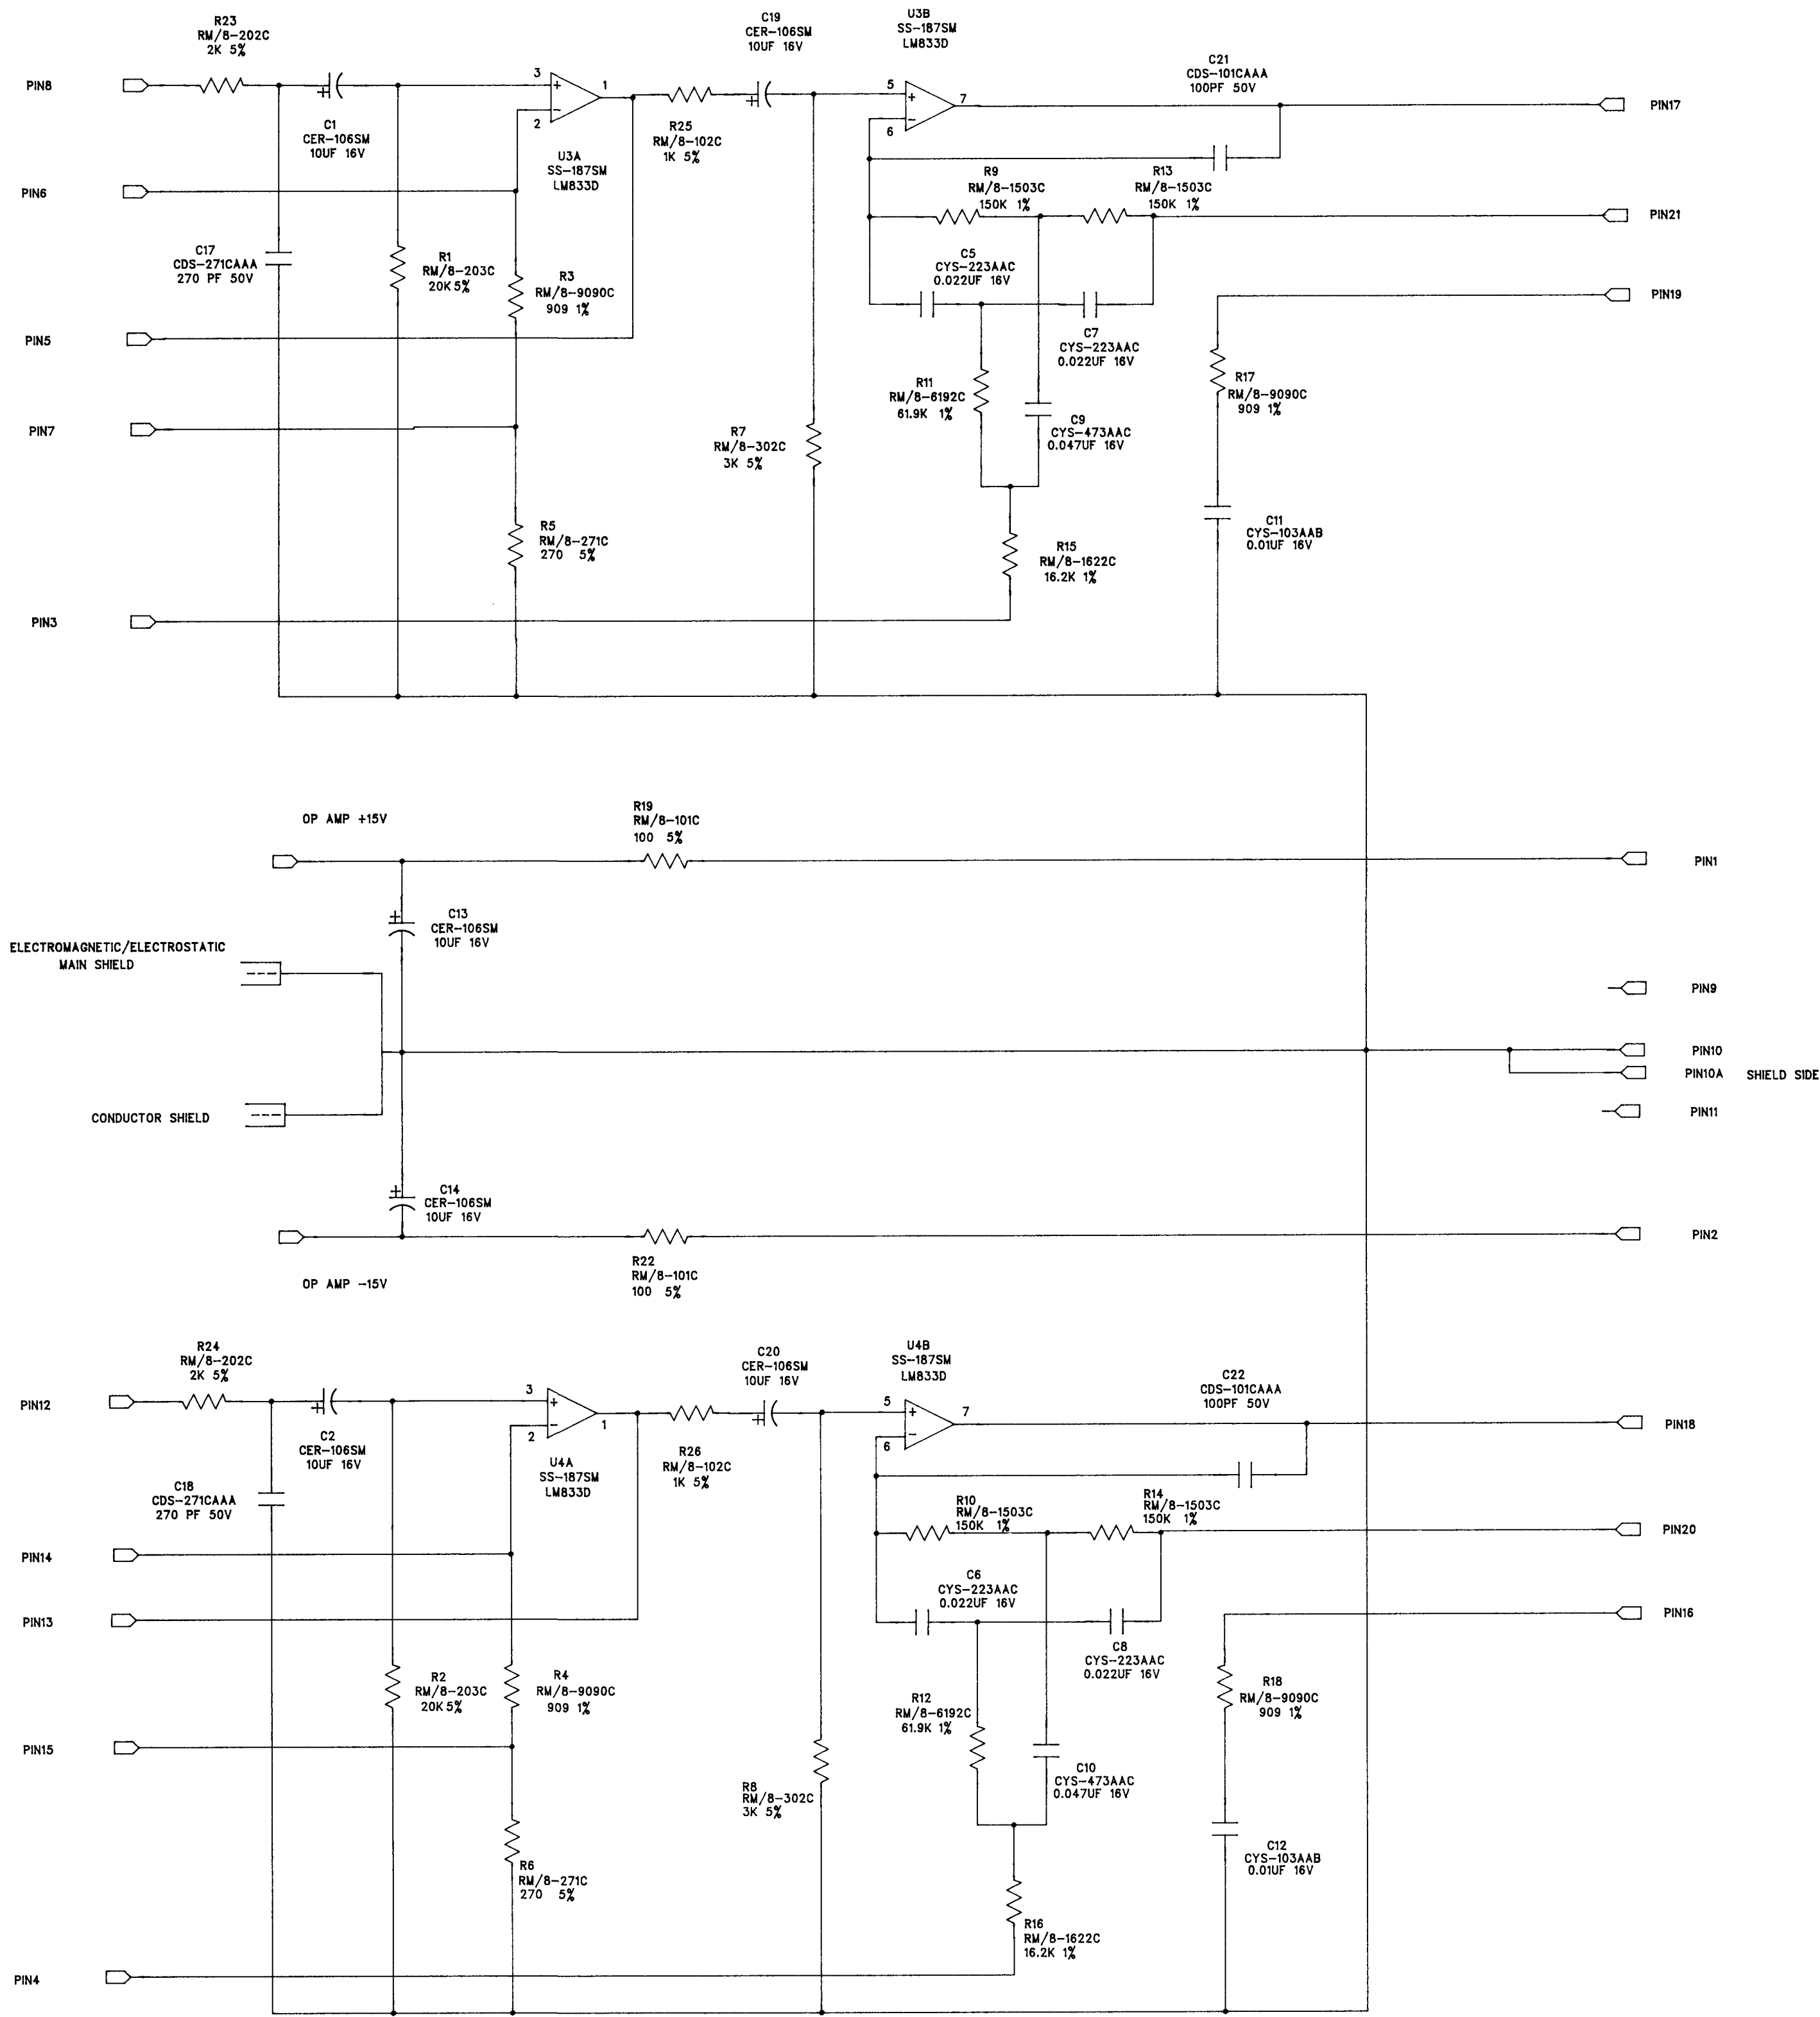 R23
RM/8-202C
2K 5%
C19
CER-106SM
10UF 16V
U3B
SS-187SM
LM833D
C21
CDS-101CAAA
100PF 50V
PIN8
3
+
1
−
2
+
5
+
7
−
6
+
PIN17
C1
CER-106SM
10UF 16V
R25
RM/8-102C
1K 5%
U3A
SS-187SM
LM833D
PIN6
R9
RM/8-1503C
150K 1%
R13
RM/8-1503C
150K 1%
PIN21
C17
CDS-271CAAA
270 PF 50V
R1
RM/8-203C
20K 5%
R3
RM/8-9090C
909 1%
C5
CYS-223AAC
0.022UF 16V
PIN19
PIN5
C7
CYS-223AAC
0.022UF 16V
R11
RM/8-6192C
61.9K 1%
R17
RM/8-9090C
909 1%
PIN7
R7
RM/8-302C
3K 5%
C9
CYS-473AAC
0.047UF 16V
R5
RM/8-271C
270 5%
C11
CYS-103AAB
0.01UF 16V
R15
RM/8-1622C
16.2K 1%
PIN3
OP AMP +15V
R19
RM/8-101C
100 5%
PIN1
+
C13
CER-106SM
10UF 16V
ELECTROMAGNETIC/ELECTROSTATIC
MAIN SHIELD
PIN9
PIN10
PIN10A SHIELD SIDE
CONDUCTOR SHIELD
PIN11
+
C14
CER-106SM
10UF 16V
PIN2
R22
RM/8-101C
100 5%
OP AMP −15V
R24
RM/8-202C
2K 5%
C20
CER-106SM
10UF 16V
U4B
SS-187SM
LM833D
C22
CDS-101CAAA
100PF 50V
PIN12
3
+
1
−
2
+
5
+
7
−
6
+
PIN18
C2
CER-106SM
10UF 16V
R26
RM/8-102C
1K 5%
U4A
SS-187SM
LM833D
C18
CDS-271CAAA
270 PF 50V
R10
RM/8-1503C
150K 1%
R14
RM/8-1503C
150K 1%
PIN20
PIN14
C6
CYS-223AAC
0.022UF 16V
PIN16
PIN13
C8
CYS-223AAC
0.022UF 16V
R2
RM/8-203C
20K 5%
R4
RM/8-9090C
909 1%
R12
RM/8-6192C
61.9K 1%
R18
RM/8-9090C
909 1%
PIN15
C10
CYS-473AAC
0.047UF 16V
R8
RM/8-302C
3K 5%
R6
RM/8-271C
270 5%
C12
CYS-103AAB
0.01UF 16V
R16
RM/8-1622C
16.2K 1%
PIN4